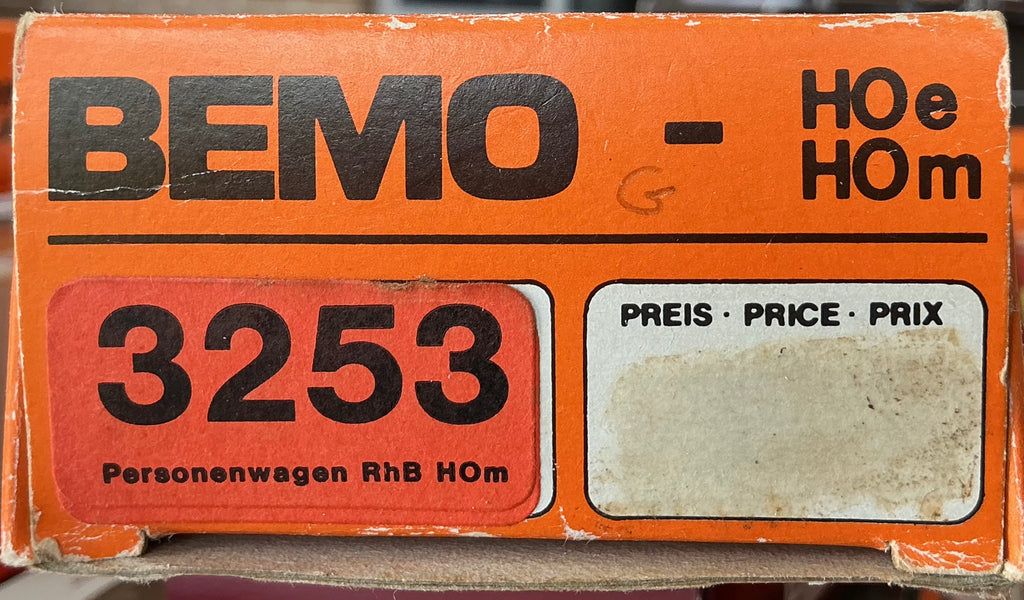 BEMO - HOe
HOm
G
3253
Personenwagen RhB HOm
PREIS · PRICE · PRIX